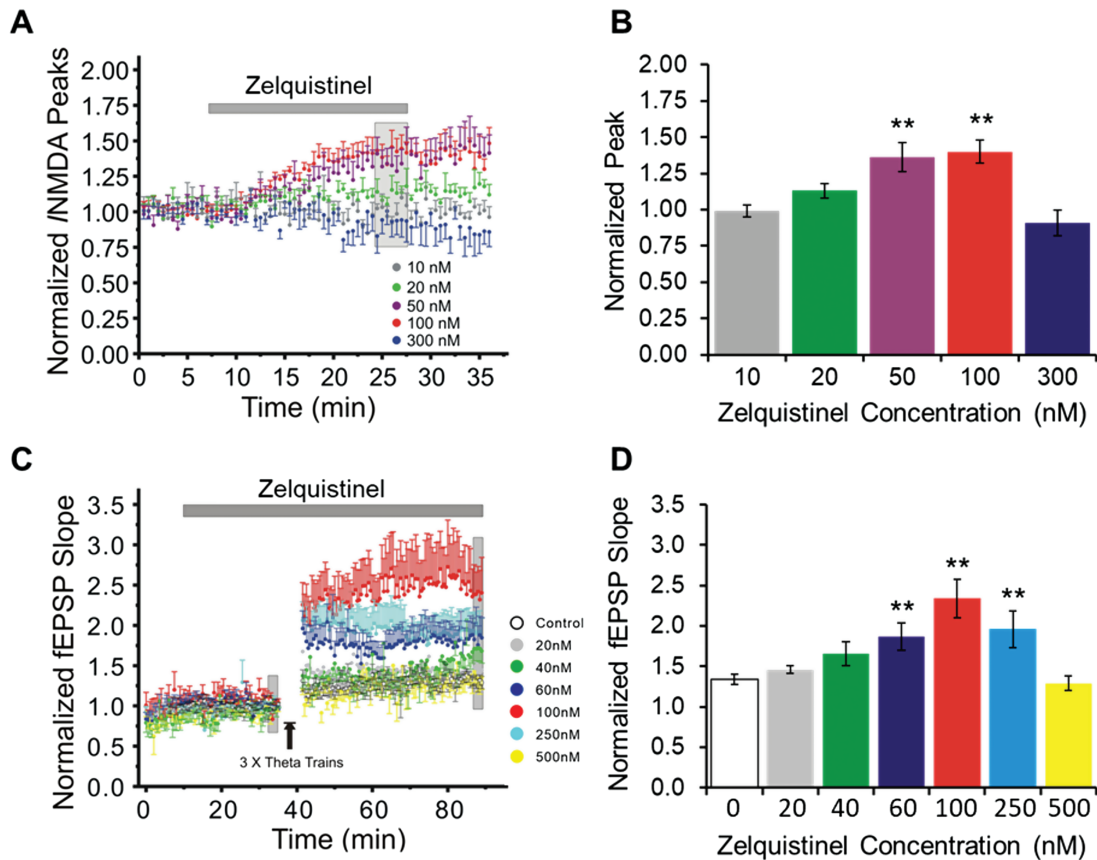 A
Normalized /NMDA Peaks
2.00
1.75
1.50
1.25
1.00
0.75
0.50
0.25
0.00
Zelquistinel
10 nM
20 nM
50 nM
100 nM
300 nM
0 5 10 15 20 25 30 35
Time (min)
B
Normalized Peak
2.00
1.75
1.50
1.25
1.00
0.75
0.50
0.25
0.00
** **
10 20 50 100 300
Zelquistinel Concentration (nM)
C
Normalized fEPSP Slope
3.5
3.0
2.5
2.0
1.5
1.0
0.5
0.0
Zelquistinel
3 X Theta Trains
Control
20nM
40nM
60nM
100nM
250nM
500nM
0 20 40 60 80
Time (min)
D
Normalized fEPSP Slope
3.5
3.0
2.5
2.0
1.5
1.0
0.5
0.0
** ** **
0 20 40 60 100 250 500
Zelquistinel Concentration (nM)